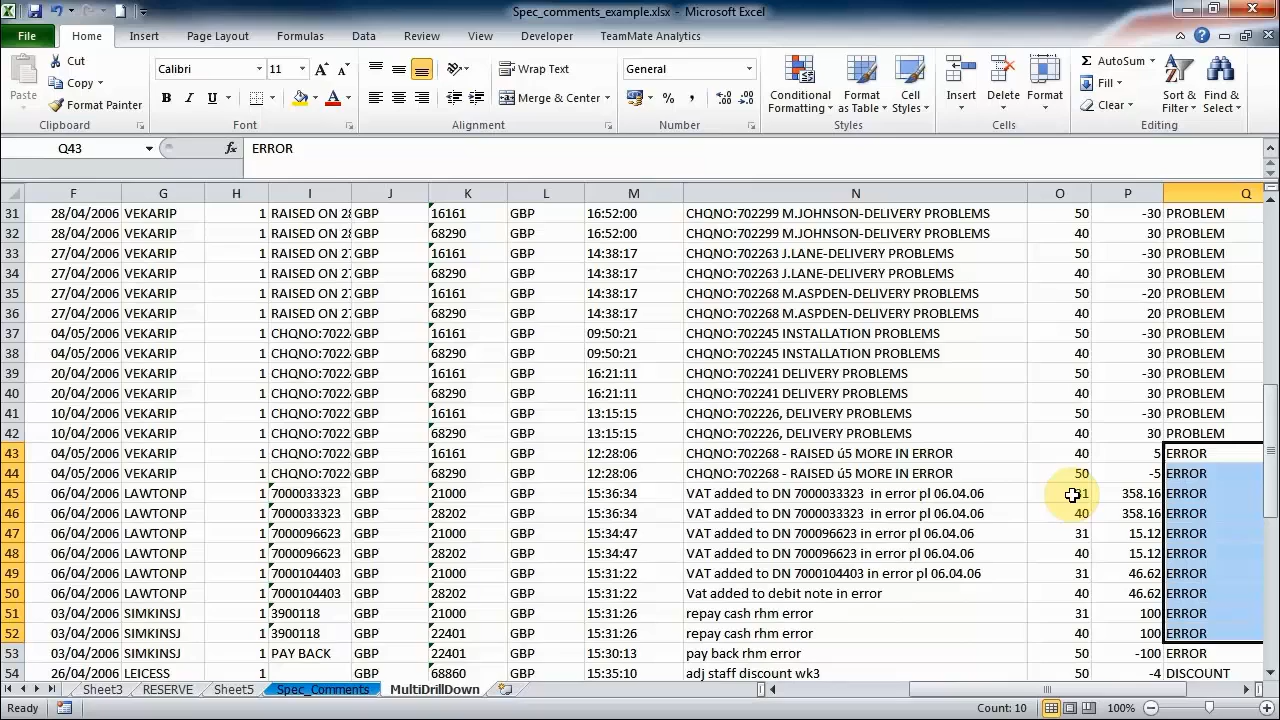 Spec_comments_example.xlsx - Microsoft Excel
File Home Insert Page Layout Formulas Data Review View Developer TeamMate Analytics
Paste Cut Copy Format Painter Clipboard
Calibri 11 B I U Font
Wrap Text Merge & Center Alignment
General % , Number
Conditional Formatting Format as Table Cell Styles Styles
Insert Delete Format Cells
AutoSum Fill Clear Sort & Filter Find & Select Editing
Q43 fx ERROR
F G H I J K L M N O P Q
31 28/04/2006 VEKARIP 1 RAISED ON 28 GBP 16161 GBP 16:52:00 CHQNO:702299 M.JOHNSON-DELIVERY PROBLEMS 50 -30 PROBLEM
32 28/04/2006 VEKARIP 1 RAISED ON 28 GBP 68290 GBP 16:52:00 CHQNO:702299 M.JOHNSON-DELIVERY PROBLEMS 40 30 PROBLEM
33 27/04/2006 VEKARIP 1 RAISED ON 27 GBP 16161 GBP 14:38:17 CHQNO:702263 J.LANE-DELIVERY PROBLEMS 50 -30 PROBLEM
34 27/04/2006 VEKARIP 1 RAISED ON 27 GBP 68290 GBP 14:38:17 CHQNO:702263 J.LANE-DELIVERY PROBLEMS 40 30 PROBLEM
35 27/04/2006 VEKARIP 1 RAISED ON 27 GBP 16161 GBP 14:38:17 CHQNO:702268 M.ASPDEN-DELIVERY PROBLEMS 50 -20 PROBLEM
36 27/04/2006 VEKARIP 1 RAISED ON 27 GBP 68290 GBP 14:38:17 CHQNO:702268 M.ASPDEN-DELIVERY PROBLEMS 40 20 PROBLEM
37 04/05/2006 VEKARIP 1 CHQNO:7022 GBP 16161 GBP 09:50:21 CHQNO:702245 INSTALLATION PROBLEMS 50 -30 PROBLEM
38 04/05/2006 VEKARIP 1 CHQNO:7022 GBP 68290 GBP 09:50:21 CHQNO:702245 INSTALLATION PROBLEMS 40 30 PROBLEM
39 20/04/2006 VEKARIP 1 CHQNO:7022 GBP 16161 GBP 16:21:11 CHQNO:702241 DELIVERY PROBLEMS 50 -30 PROBLEM
40 20/04/2006 VEKARIP 1 CHQNO:7022 GBP 68290 GBP 16:21:11 CHQNO:702241 DELIVERY PROBLEMS 40 30 PROBLEM
41 10/04/2006 VEKARIP 1 CHQNO:7022 GBP 16161 GBP 13:15:15 CHQNO:702226, DELIVERY PROBLEMS 50 -30 PROBLEM
42 10/04/2006 VEKARIP 1 CHQNO:7022 GBP 68290 GBP 13:15:15 CHQNO:702226, DELIVERY PROBLEMS 40 30 PROBLEM
43 04/05/2006 VEKARIP 1 CHQNO:7022 GBP 16161 GBP 12:28:06 CHQNO:702268 - RAISED ú5 MORE IN ERROR 40 5 ERROR
44 04/05/2006 VEKARIP 1 CHQNO:7022 GBP 68290 GBP 12:28:06 CHQNO:702268 - RAISED ú5 MORE IN ERROR 50 -5 ERROR
45 06/04/2006 LAWTONP 1 7000033323 GBP 21000 GBP 15:36:34 VAT added to DN 7000033323 in error pl 06.04.06 31 358.16 ERROR
46 06/04/2006 LAWTONP 1 7000033323 GBP 28202 GBP 15:36:34 VAT added to DN 7000033323 in error pl 06.04.06 40 358.16 ERROR
47 06/04/2006 LAWTONP 1 7000096623 GBP 21000 GBP 15:34:47 VAT added to DN 700096623 in error pl 06.04.06 31 15.12 ERROR
48 06/04/2006 LAWTONP 1 7000096623 GBP 28202 GBP 15:34:47 VAT added to DN 700096623 in error pl 06.04.06 40 15.12 ERROR
49 06/04/2006 LAWTONP 1 7000104403 GBP 21000 GBP 15:31:22 VAT added to DN 7000104403 in error pl 06.04.06 31 46.62 ERROR
50 06/04/2006 LAWTONP 1 7000104403 GBP 28202 GBP 15:31:22 Vat added to debit note in error 40 46.62 ERROR
51 03/04/2006 SIMKINSJ 1 3900118 GBP 21000 GBP 15:31:26 repay cash rhm error 31 100 ERROR
52 03/04/2006 SIMKINSJ 1 3900118 GBP 22401 GBP 15:31:26 repay cash rhm error 40 100 ERROR
53 03/04/2006 SIMKINSJ 1 PAY BACK GBP 22401 GBP 15:30:13 pay back rhm error 50 -100 ERROR
54 26/04/2006 LEICESS 1 GBP 68860 GBP 15:35:10 adj staff discount wk3 50 -4 DISCOUNT
Sheet3 RESERVE Sheet5 Spec_Comments MultiDrillDown
Ready Count: 10 100%